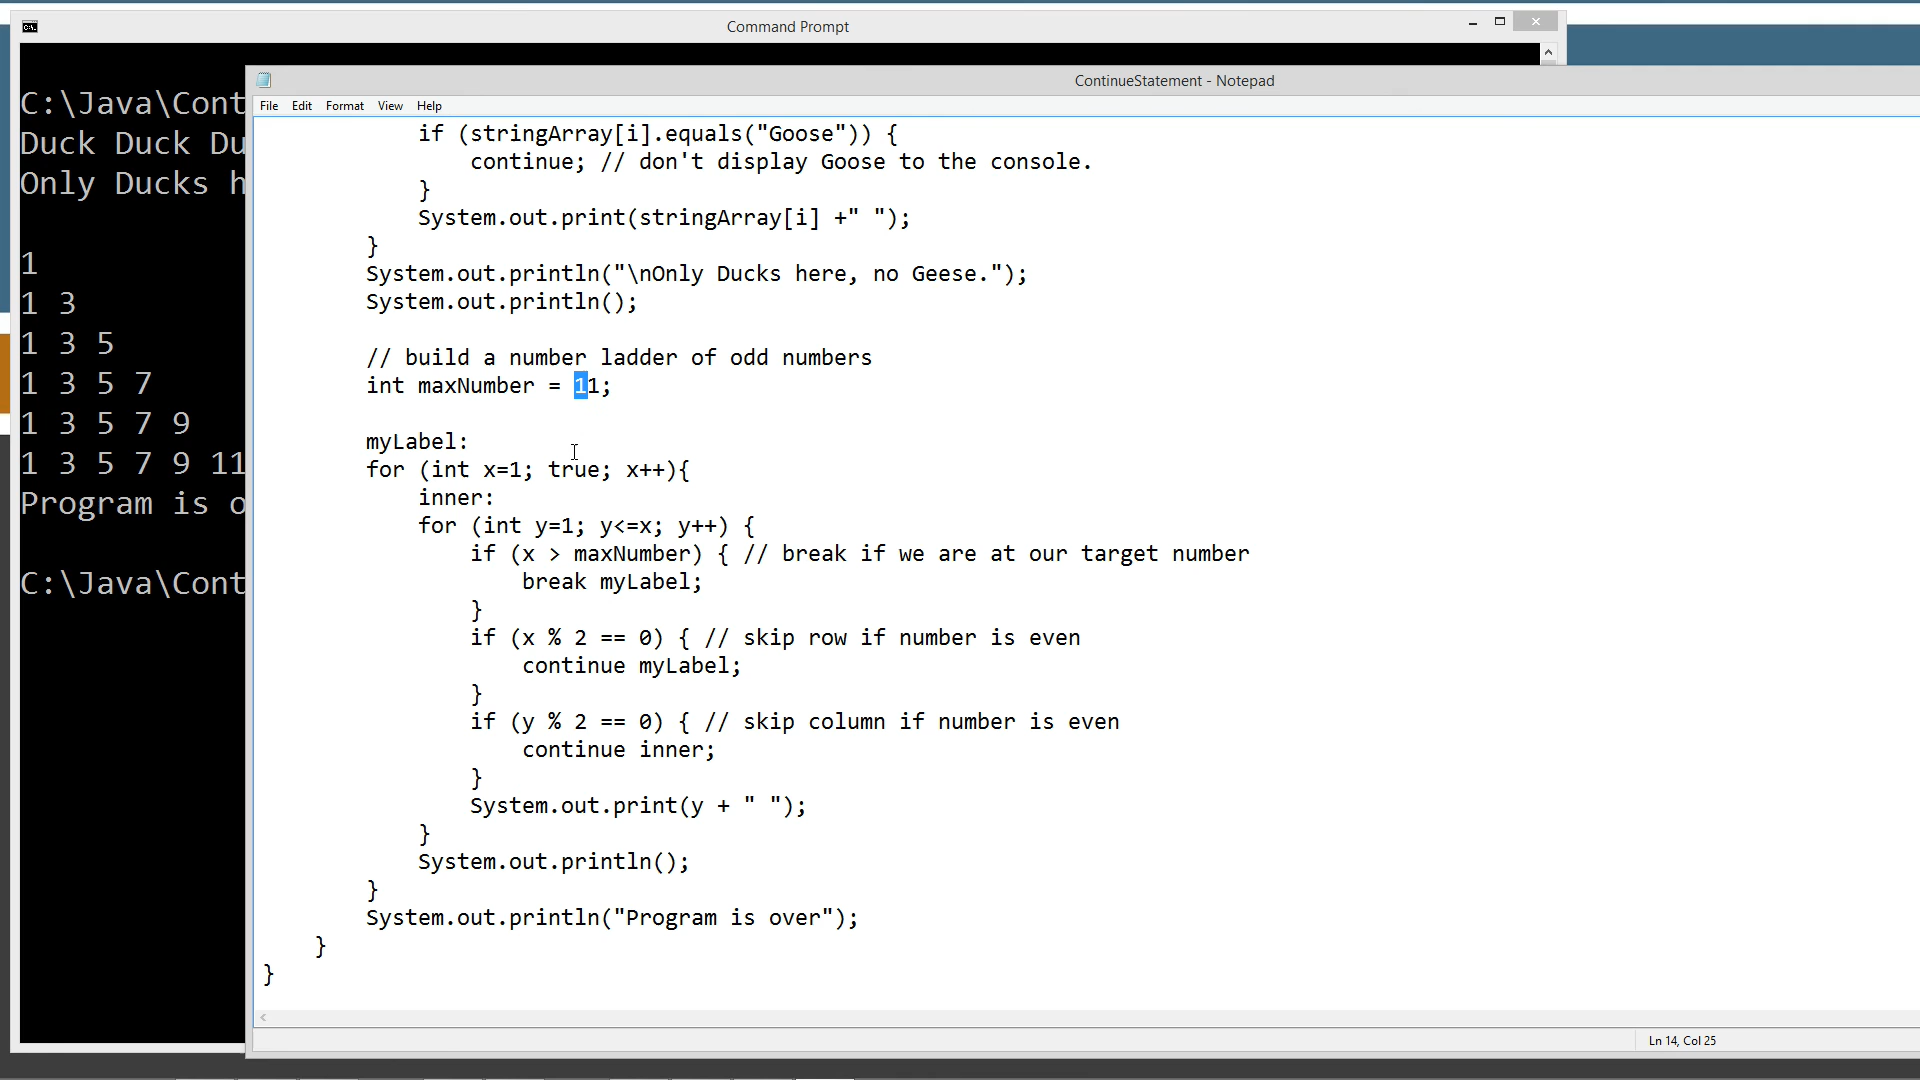 Command Prompt
ContinueStatement - Notepad
File Edit Format View Help
C:\Java\Cont
Duck Duck Du
Only Ducks h
1
1 3
1 3 5
1 3 5 7
1 3 5 7 9
1 3 5 7 9 11
Program is o
C:\Java\Cont
if (stringArray[i].equals("Goose")) {
continue; // don't display Goose to the console.
}
System.out.print(stringArray[i] +" ");
}
System.out.println("\nOnly Ducks here, no Geese.");
System.out.println();
// build a number ladder of odd numbers
int maxNumber = 11;
myLabel:
for (int x=1; true; x++){
inner:
for (int y=1; y<=x; y++) {
if (x > maxNumber) { // break if we are at our target number
break myLabel;
}
if (x % 2 == 0) { // skip row if number is even
continue myLabel;
}
if (y % 2 == 0) { // skip column if number is even
continue inner;
}
System.out.print(y + " ");
}
System.out.println();
}
System.out.println("Program is over");
}
}
Ln 14, Col 25